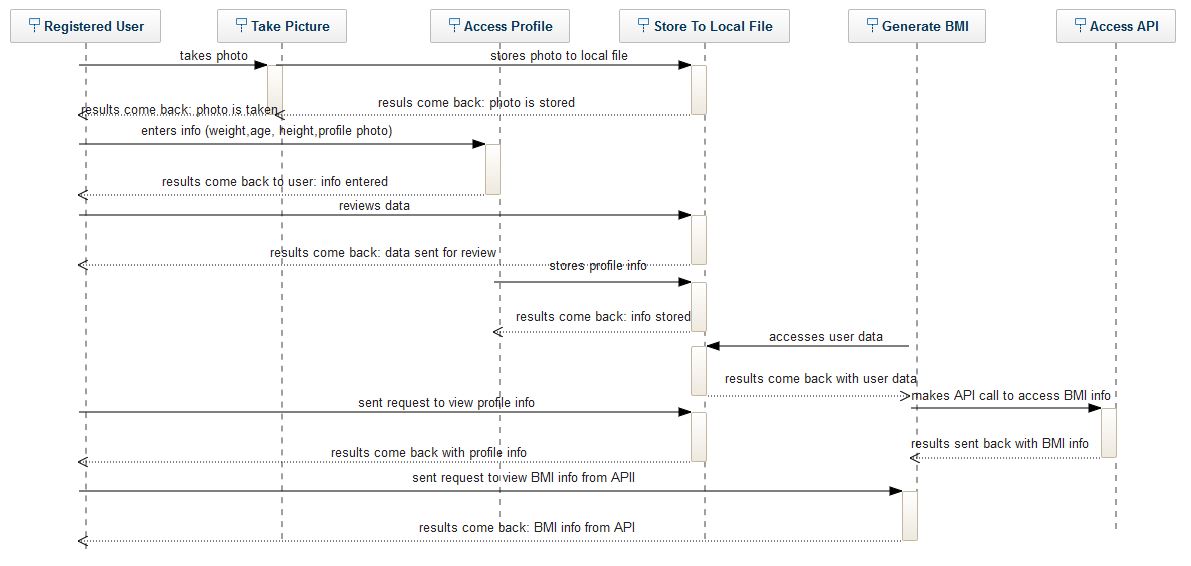 Registered User
Take Picture
Access Profile
Store To Local File
Generate BMI
Access API
takes photo
stores photo to local file
results come back: photo is taken
resuls come back: photo is stored
enters info (weight,age, height,profile photo)
results come back to user: info entered
reviews data
results come back: data sent for review
stores profile info
results come back: info stored
accesses user data
results come back with user data
makes API call to access BMI info
sent request to view profile info
results sent back with BMI info
results come back with profile info
sent request to view BMI info from APII
results come back: BMI info from API